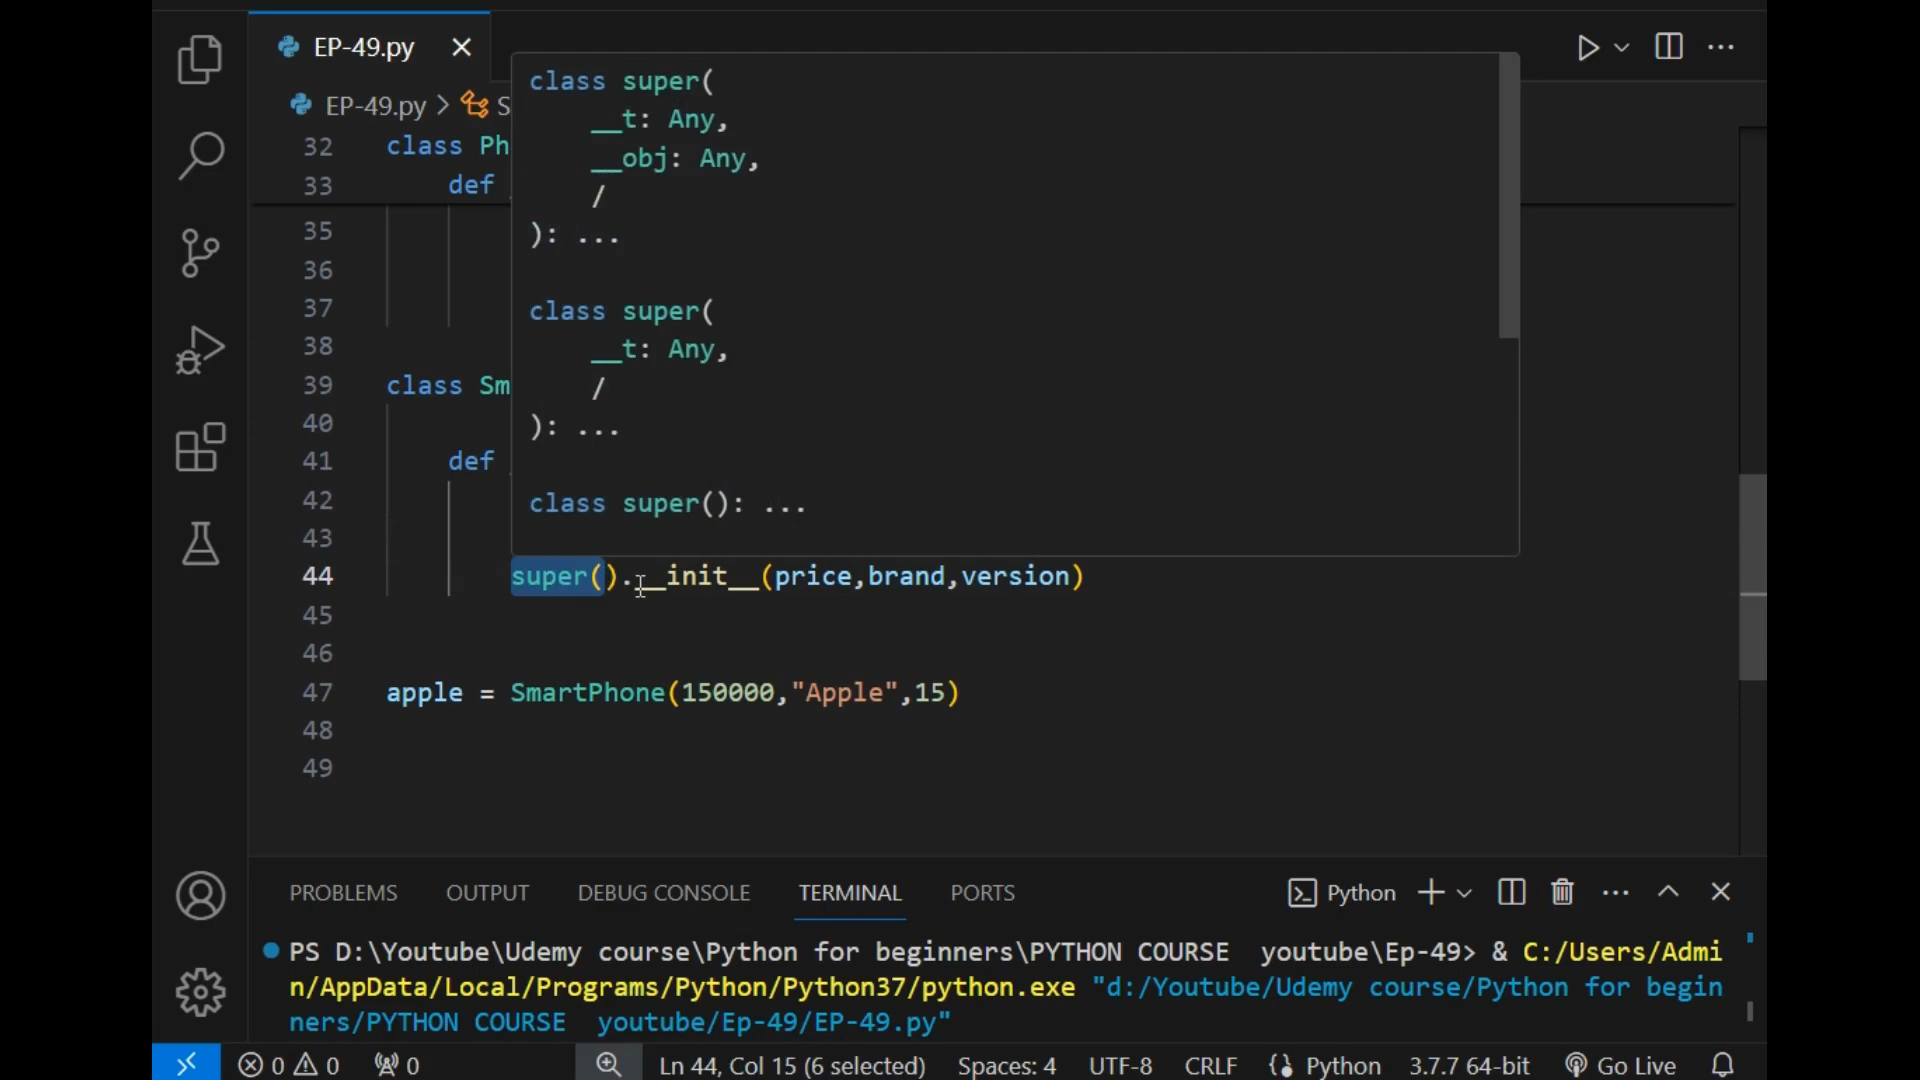 EP-49.py
EP-49.py > S
class super(
__t: Any,
__obj: Any,
/
): ...
class super(
__t: Any,
/
): ...
class super(): ...
32 class Ph
33 def
35
36
37
38
39 class Sm
40
41 def
42
43
44 super().__init__(price,brand,version)
45
46
47 apple = SmartPhone(150000,"Apple",15)
48
49
PROBLEMS OUTPUT DEBUG CONSOLE TERMINAL PORTS Python
PS D:\Youtube\Udemy course\Python for beginners\PYTHON COURSE  youtube\Ep-49> & C:/Users/Admi
n/AppData/Local/Programs/Python/Python37/python.exe "d:/Youtube/Udemy course/Python for begin
ners/PYTHON COURSE  youtube/Ep-49/EP-49.py"
0 0 0 Ln 44, Col 15 (6 selected) Spaces: 4 UTF-8 CRLF Python 3.7.7 64-bit Go Live